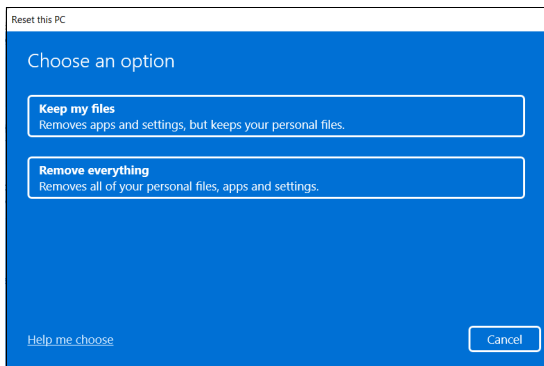 Reset this PC
Choose an option
Keep my files
Removes apps and settings, but keeps your personal files.
Remove everything
Removes all of your personal files, apps and settings.
Help me choose
Cancel